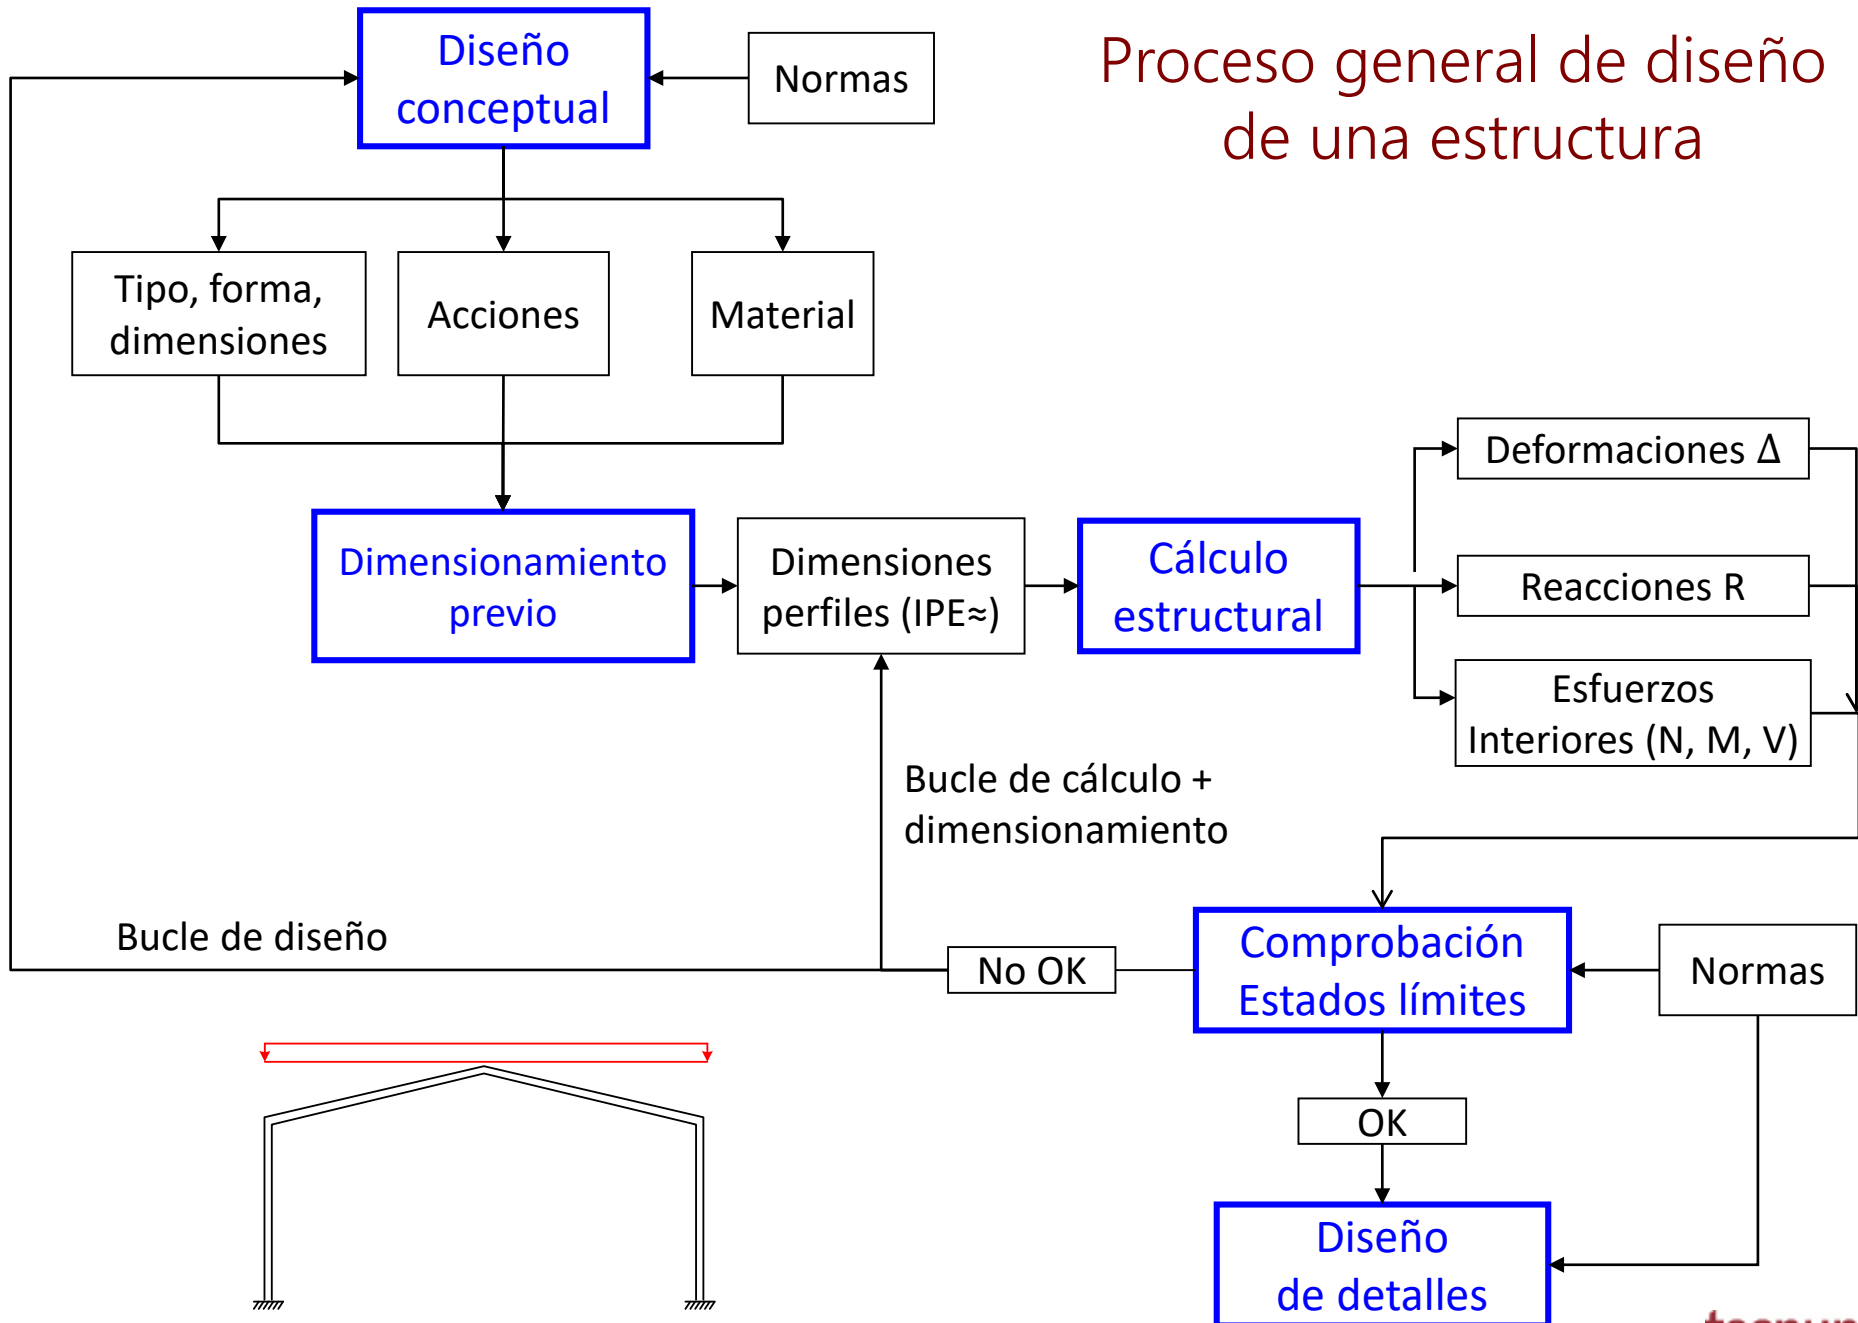 Proceso general de diseño
de una estructura
Diseño
conceptual
Normas
Tipo, forma,
dimensiones
Acciones
Material
Dimensionamiento
previo
Dimensiones
perfiles (IPE≈)
Cálculo
estructural
Deformaciones Δ
Reacciones R
Esfuerzos
Interiores (N, M, V)
Bucle de cálculo +
dimensionamiento
Bucle de diseño
No OK
Comprobación
Estados límites
Normas
OK
Diseño
de detalles